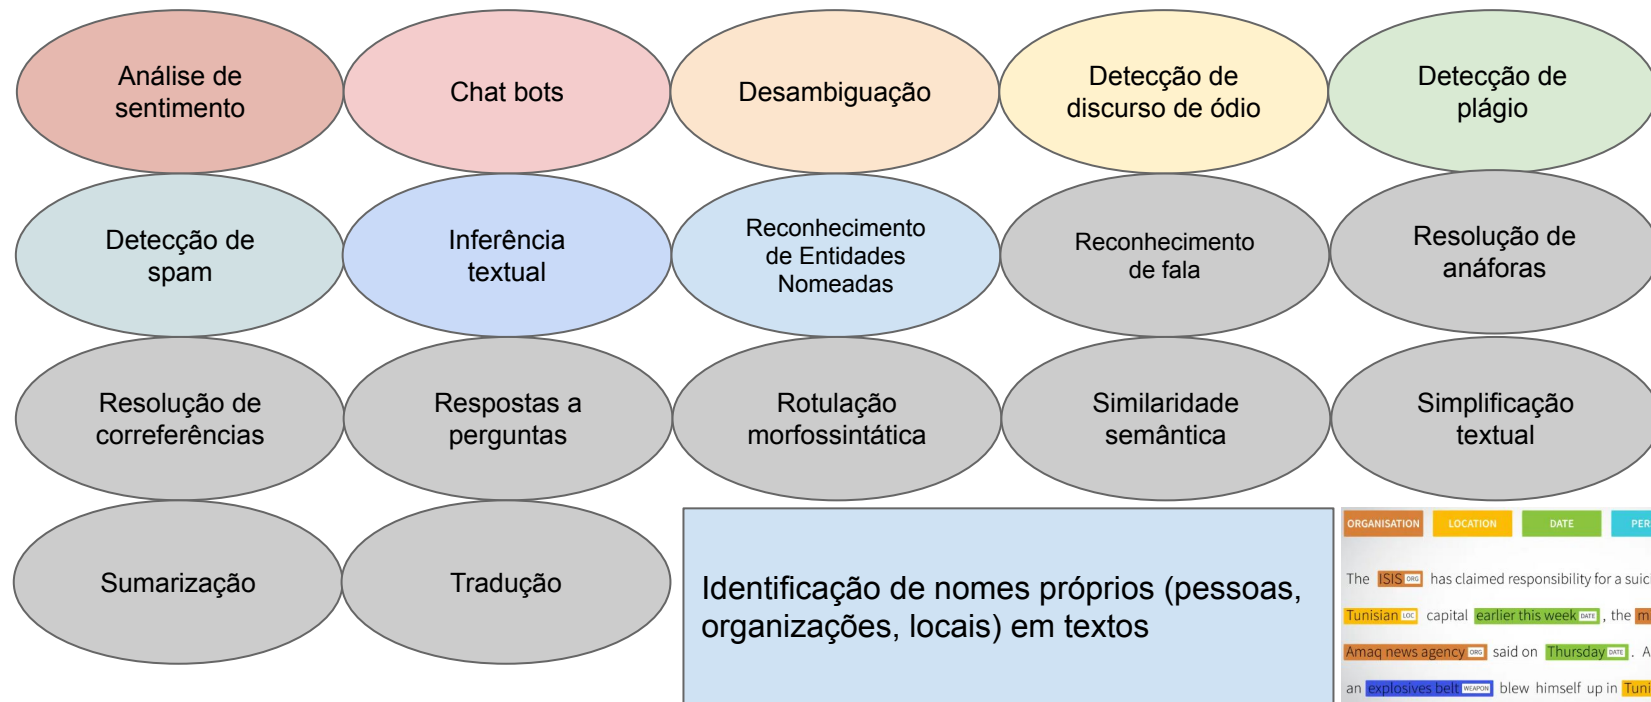 Análise de
sentimento
Chat bots
Desambiguação
Detecção de
discurso de ódio
Detecção de
plágio
Detecção de
spam
Inferência
textual
Reconhecimento
de Entidades
Nomeadas
Reconhecimento
de fala
Resolução de
anáforas
Resolução de
correferências
Respostas a
perguntas
Rotulação
morfossintática
Similaridade
semântica
Simplificação
textual
Sumarização
Tradução
Identificação de nomes próprios (pessoas,
organizações, locais) em textos
ORGANISATION LOCATION DATE PER
The ISIS ORG has claimed responsibility for a suic
Tunisian LOC capital earlier this week DATE , the m
Amaq news agency ORG said on Thursday DATE . A
an explosives belt WEAPON blew himself up in Tuni